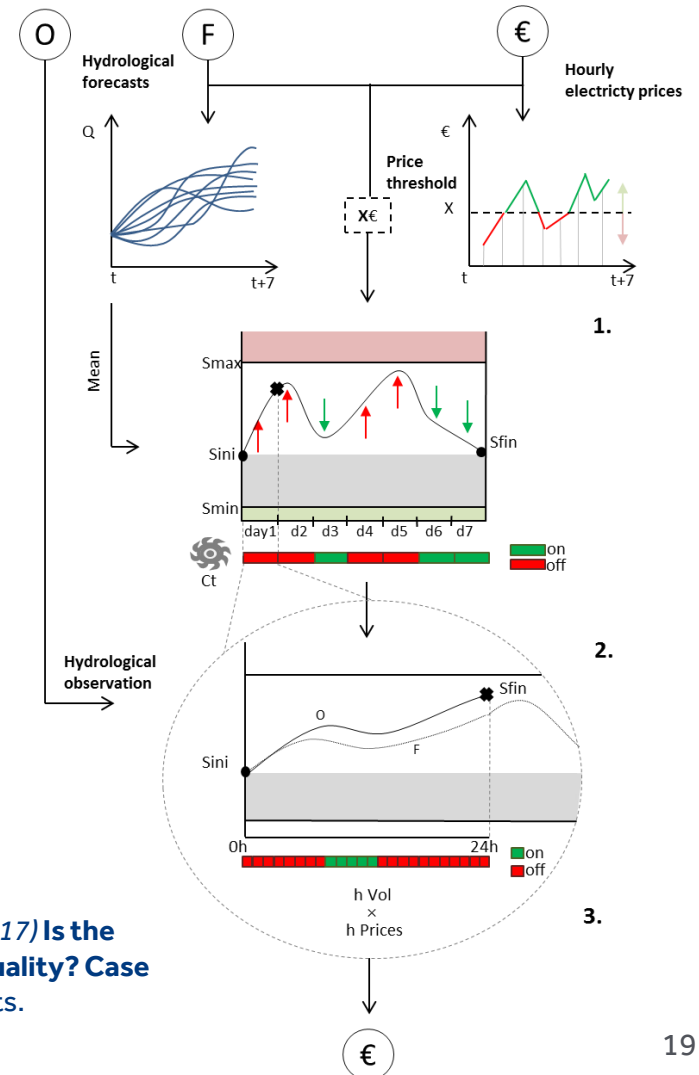 O
F
€
Hydrological
forecasts
Hourly
electricty prices
Q
€
Price
threshold
X
X€
t
t+7
t
t+7
1.
Mean
Smax
Sini
Sfin
Smin
day1
d2
d3
d4
d5
d6
d7
on
off
Ct
2.
Hydrological
observation
Sfin
O
F
Sini
0h
24h
on
off
h Vol
×
h Prices
3.
17) Is the
uality? Case
ts.
€
19